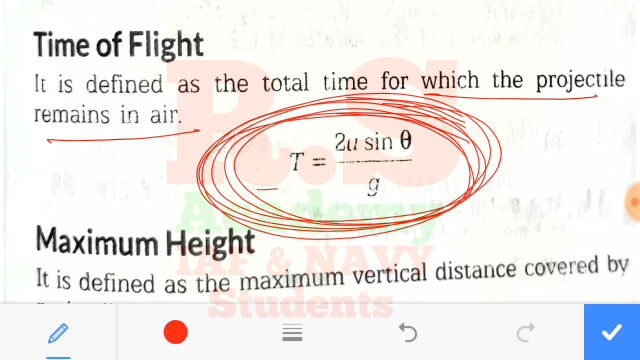 Time of Flight
It is defined as the total time for which the projectile
remains in air.
T = 2u sin θ
g
R.S
Academy
Maximum Height
IAF & NAVY
It is defined as the maximum vertical distance covered by
Students